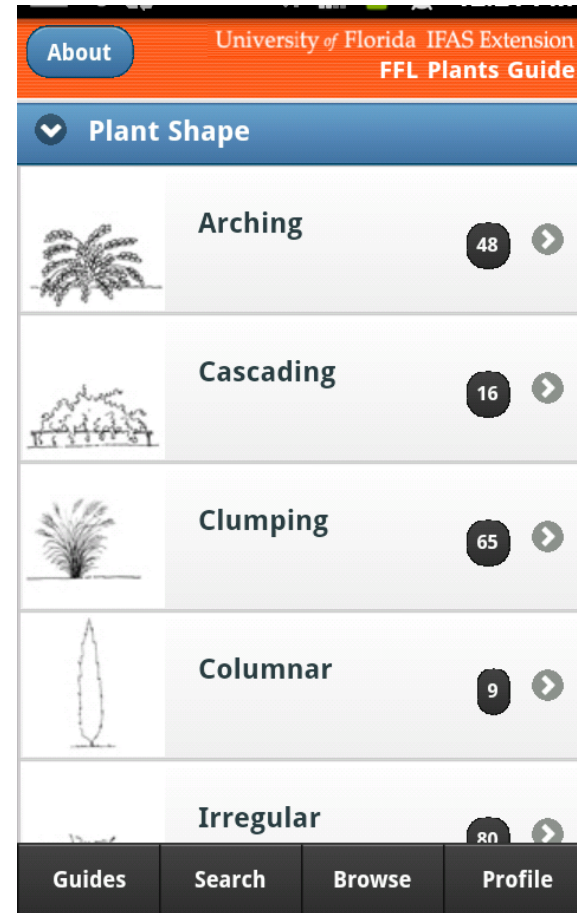 About
University of Florida IFAS Extension
FFL Plants Guide
Plant Shape
Arching
48
Cascading
16
Clumping
65
Columnar
9
Irregular
80
Guides Search Browse Profile